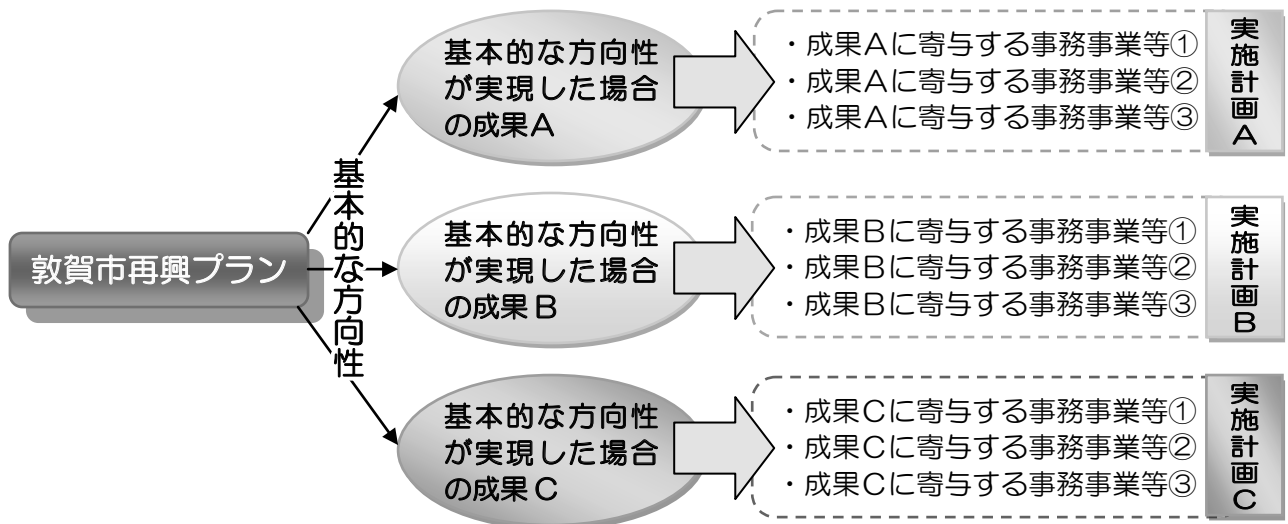 敦賀市再興プラン
基本的な方向性
基本的な方向性
が実現した場合
の成果A
・成果Aに寄与する事務事業等①
・成果Aに寄与する事務事業等②
・成果Aに寄与する事務事業等③
実施計画A
基本的な方向性
が実現した場合
の成果B
・成果Bに寄与する事務事業等①
・成果Bに寄与する事務事業等②
・成果Bに寄与する事務事業等③
実施計画B
基本的な方向性
が実現した場合
の成果C
・成果Cに寄与する事務事業等①
・成果Cに寄与する事務事業等②
・成果Cに寄与する事務事業等③
実施計画C